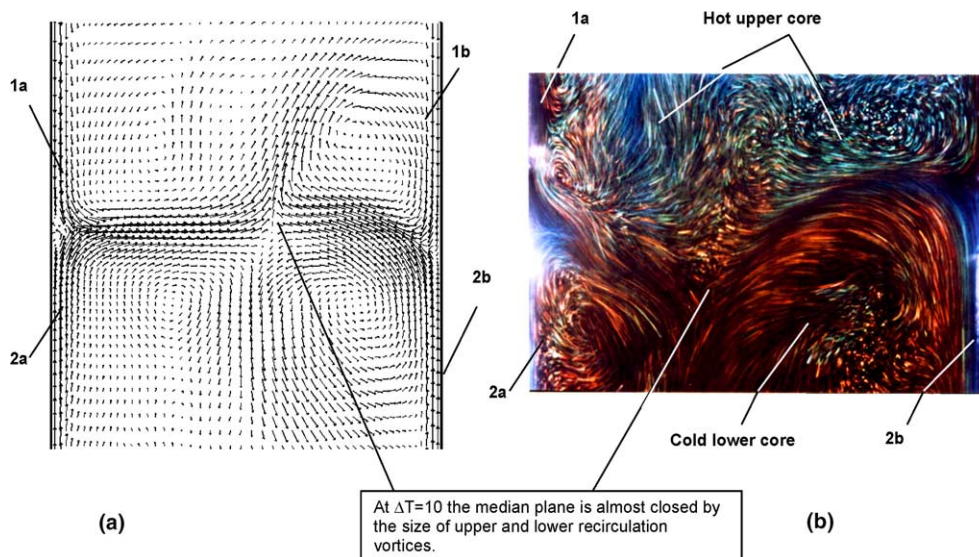 1a
Hot upper core
1b
1a
2b
2a
2a
Cold lower core
2b
At ΔT=10 the median plane is almost closed by
the size of upper and lower recirculation
vortices.
(a)
(b)